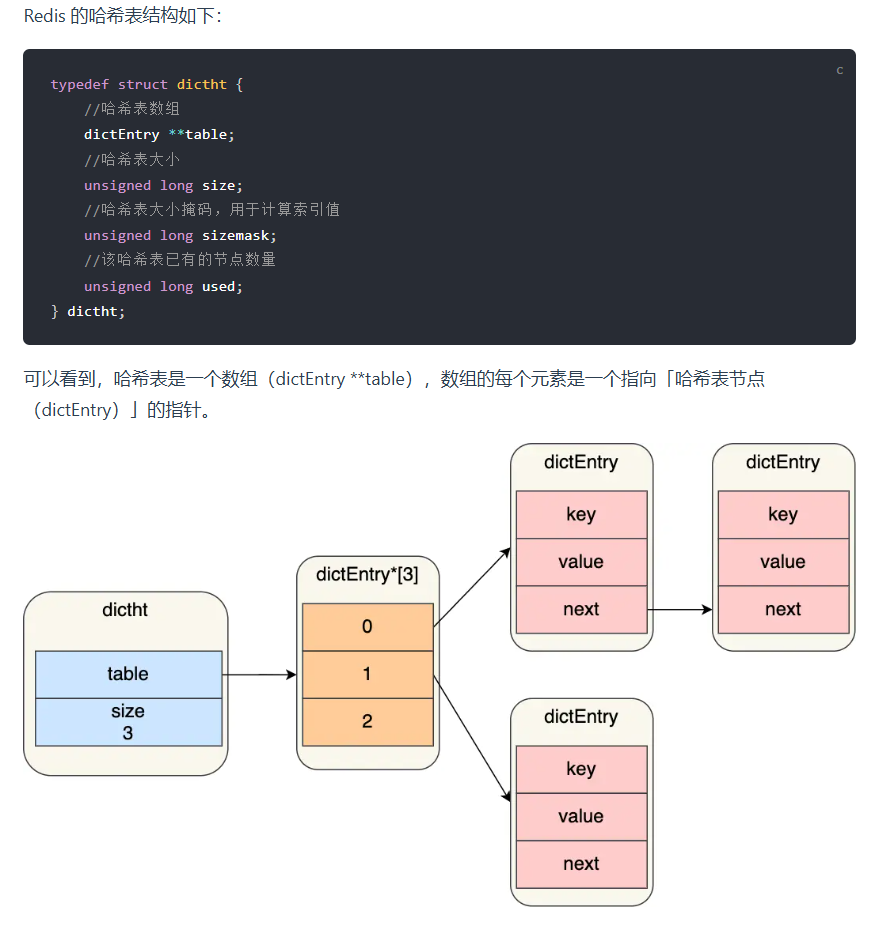 Redis 的哈希表结构如下：
c
typedef struct dictht {
    //哈希表数组
    dictEntry **table;
    //哈希表大小
    unsigned long size;
    //哈希表大小掩码，用于计算索引值
    unsigned long sizemask;
    //该哈希表已有的节点数量
    unsigned long used;
} dictht;
可以看到，哈希表是一个数组（dictEntry **table），数组的每个元素是一个指向「哈希表节点
（dictEntry）」的指针。
dictht
table
size
3
dictEntry*[3]
0
1
2
dictEntry
key
value
next
dictEntry
key
value
next
dictEntry
key
value
next